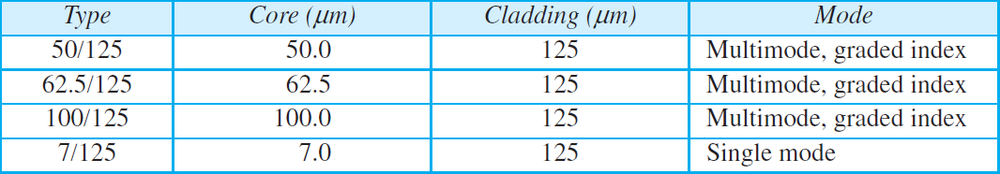 Type Core (μm) Cladding (μm) Mode
50/125 50.0 125 Multimode, graded index
62.5/125 62.5 125 Multimode, graded index
100/125 100.0 125 Multimode, graded index
7/125 7.0 125 Single mode